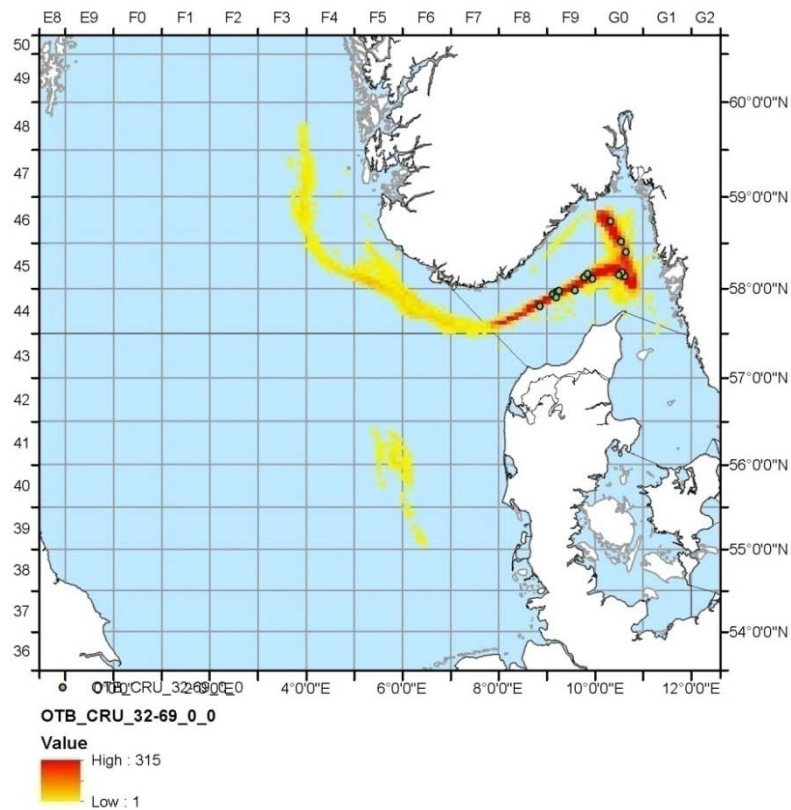 E8 E9 F0 F1 F2 F3 F4 F5 F6 F7 F8 F9 G0 G1 G2
50
49
60°0'0"N
48
47
59°0'0"N
46
45
58°0'0"N
44
43
57°0'0"N
42
41
56°0'0"N
40
39
55°0'0"N
38
37
54°0'0"N
36
OTB_CRU_32-69_0_0 4°0'0"E 6°0'0"E 8°0'0"E 10°0'0"E 12°0'0"E
OTB_CRU_32-69_0_0
Value
High : 315
Low : 1